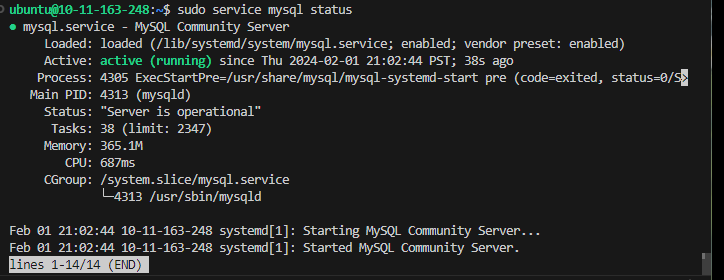 ubuntu@10-11-163-248:~$ sudo service mysql status
● mysql.service - MySQL Community Server
     Loaded: loaded (/lib/systemd/system/mysql.service; enabled; vendor preset: enabled)
     Active: active (running) since Thu 2024-02-01 21:02:44 PST; 38s ago
    Process: 4305 ExecStartPre=/usr/share/mysql/mysql-systemd-start pre (code=exited, status=0/S>
   Main PID: 4313 (mysqld)
     Status: "Server is operational"
      Tasks: 38 (limit: 2347)
     Memory: 365.1M
        CPU: 687ms
     CGroup: /system.slice/mysql.service
             └─4313 /usr/sbin/mysqld

Feb 01 21:02:44 10-11-163-248 systemd[1]: Starting MySQL Community Server...
Feb 01 21:02:44 10-11-163-248 systemd[1]: Started MySQL Community Server.
lines 1-14/14 (END)